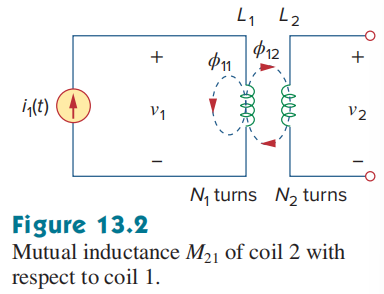 L₁ L₂
+ ϕ₁₁ ϕ₁₂ +
i₁(t) v₁ v₂
– –
N₁ turns N₂ turns
Figure 13.2
Mutual inductance M₂₁ of coil 2 with
respect to coil 1.